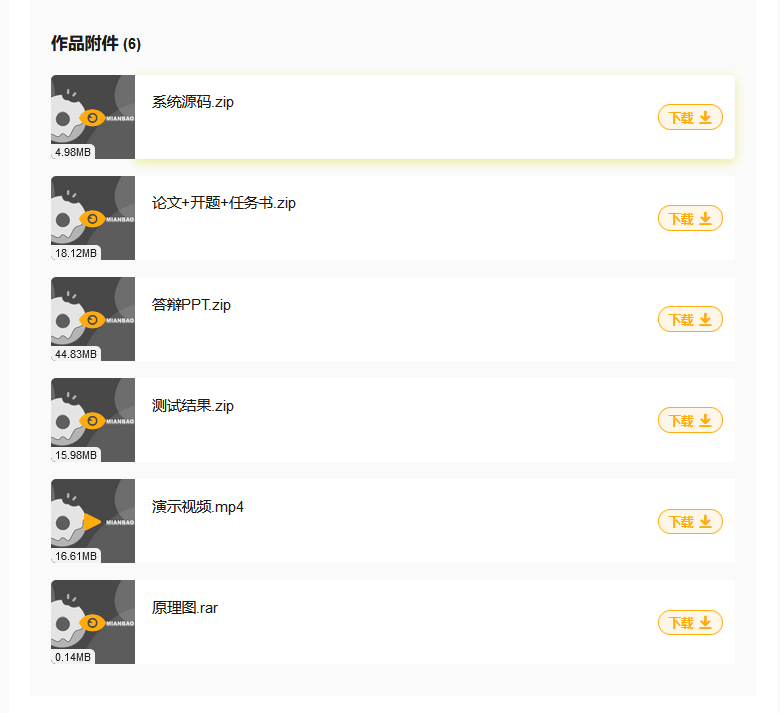 作品附件 (6)
系统源码.zip
下载
MIANBAO
4.98MB
论文+开题+任务书.zip
下载
MIANBAO
18.12MB
答辩PPT.zip
下载
MIANBAO
44.83MB
测试结果.zip
下载
MIANBAO
15.98MB
演示视频.mp4
下载
MIANBAO
16.61MB
原理图.rar
下载
MIANBAO
0.14MB